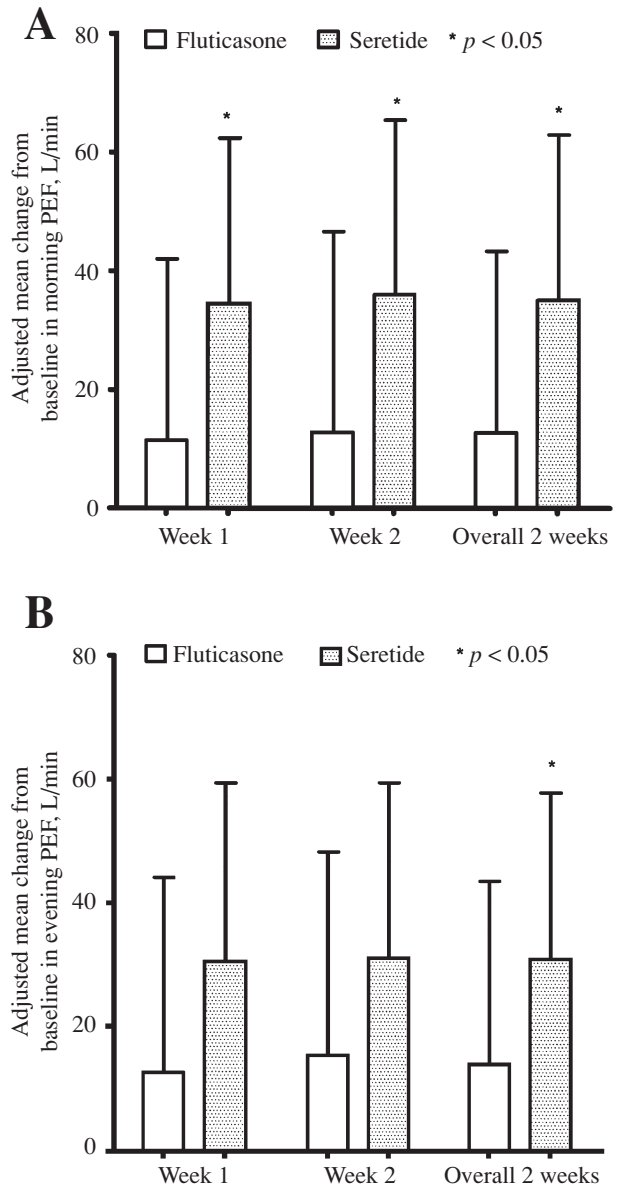 A
80
Fluticasone Seretide * p < 0.05
* * *
60
40
20
0
Adjusted mean change from
baseline in morning PEF, L/min
Week 1 Week 2 Overall 2 weeks
B
80
Fluticasone Seretide * p < 0.05
*
60
40
20
0
Adjusted mean change from
baseline in evening PEF, L/min
Week 1 Week 2 Overall 2 weeks